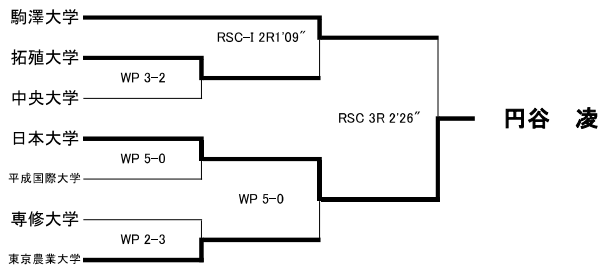 駒澤大学
RSC-I 2R1'09"
拓殖大学
WP 3-2
中央大学
RSC 3R 2'26"
円谷　凌
日本大学
WP 5-0
平成国際大学
WP 5-0
専修大学
WP 2-3
東京農業大学